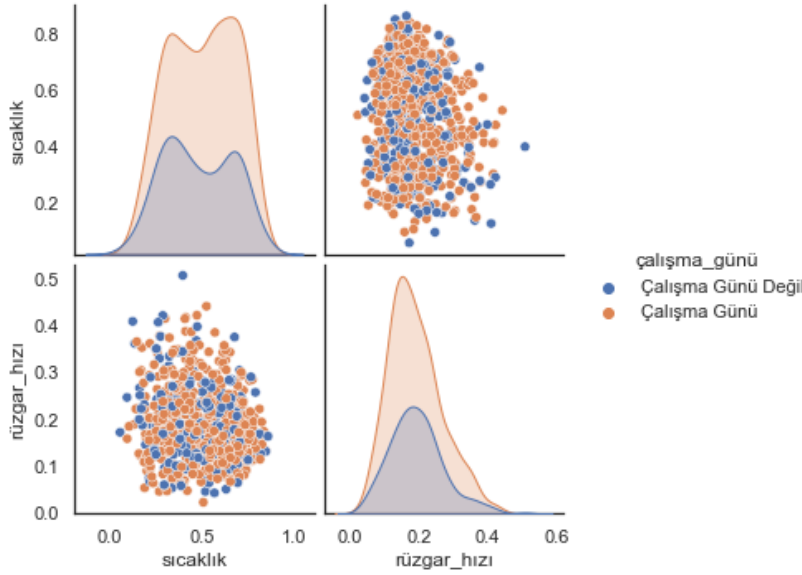 0.8
0.6
0.4
0.2
sıcaklık
çalışma_günü
Çalışma Günü Değil
Çalışma Günü
0.5
0.4
0.3
0.2
0.1
0.0
rüzgar_hızı
0.0 0.5 1.0
sıcaklık
0.0 0.2 0.4 0.6
rüzgar_hızı